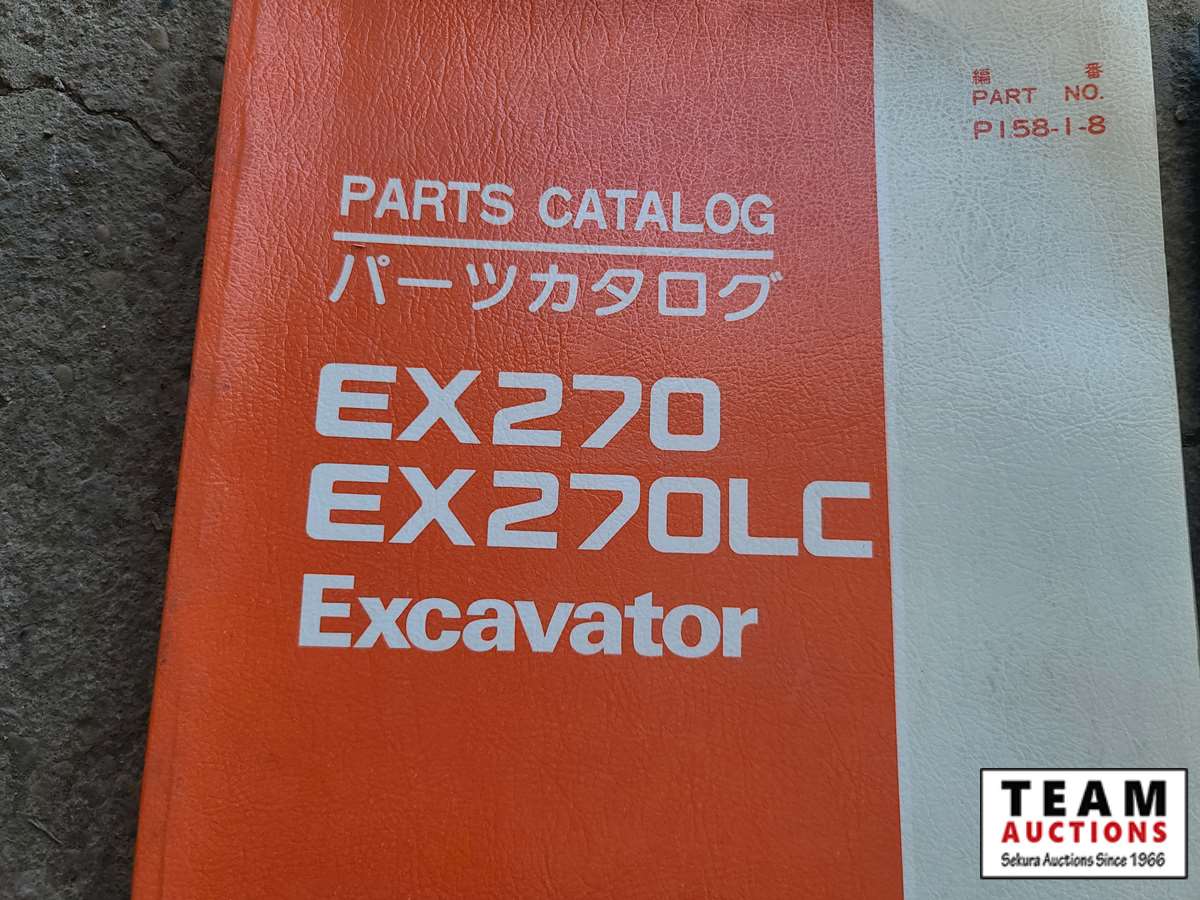 編 番
PART NO.
P158-1-8
PARTS CATALOG
パーツカタログ
EX270
EX270LC
Excavator
TEAM
AUCTIONS
Sekura Auctions Since 1966